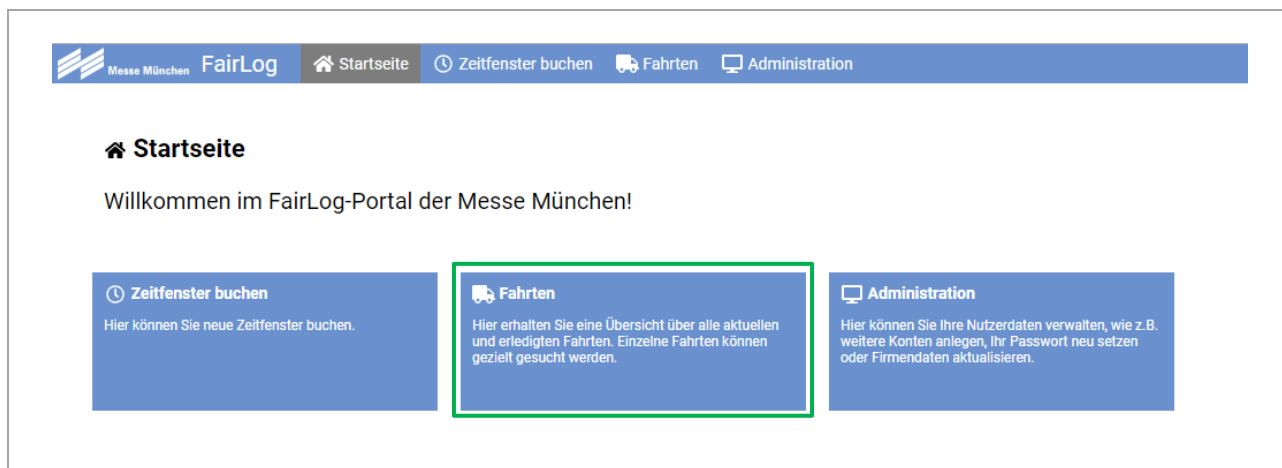 Messe München FairLog Startseite Zeitfenster buchen Fahrten Administration
Startseite
Willkommen im FairLog-Portal der Messe München!
Zeitfenster buchen
Hier können Sie neue Zeitfenster buchen.
Fahrten
Hier erhalten Sie eine Übersicht über alle aktuellen
und erledigten Fahrten. Einzelne Fahrten können
gezielt gesucht werden.
Administration
Hier können Sie Ihre Nutzerdaten verwalten, wie z.B.
weitere Konten anlegen, Ihr Passwort neu setzen
oder Firmendaten aktualisieren.